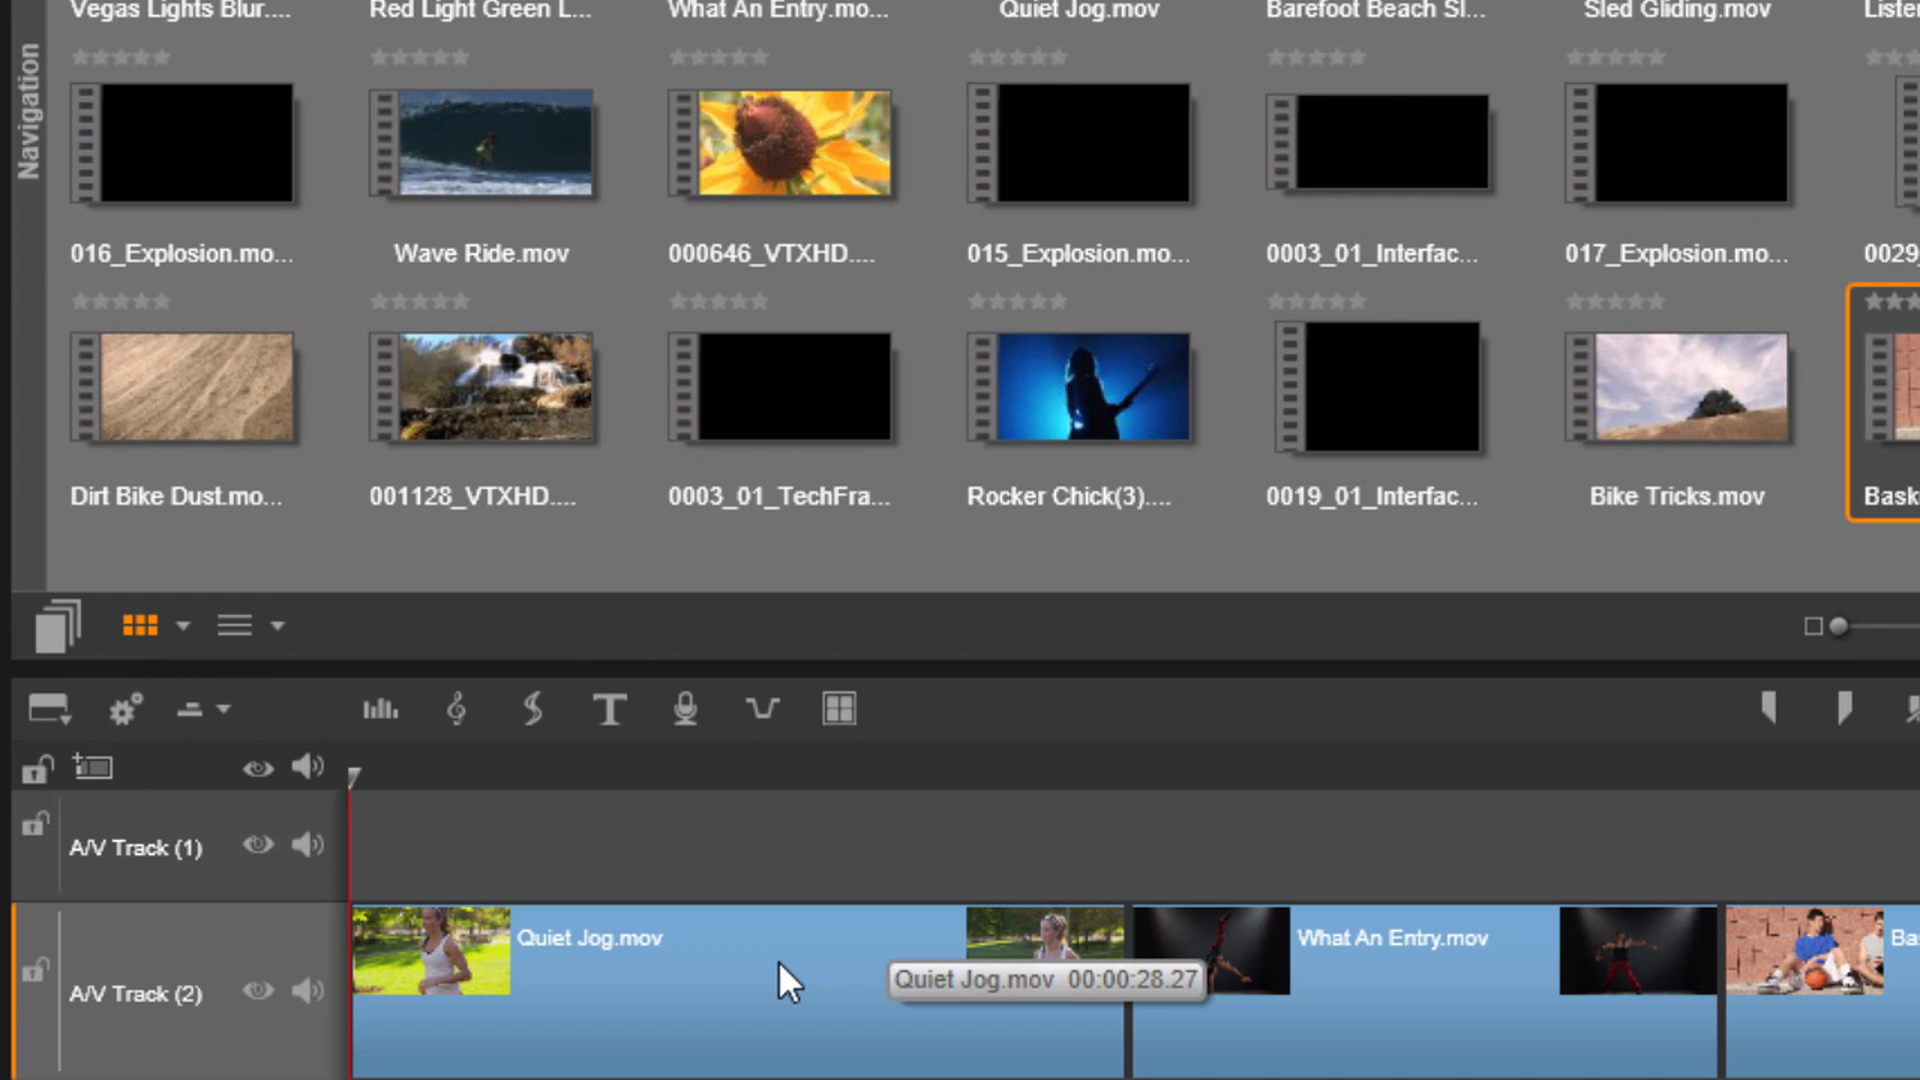 Vegas Lights Blur....
Red Light Green L...
What An Entry.mo...
Quiet Jog.mov
Barefoot Beach Sl...
Sled Gliding.mov
Liste
Navigation
016_Explosion.mo...
Wave Ride.mov
000646_VTXHD....
015_Explosion.mo...
0003_01_Interfac...
017_Explosion.mo...
0029
Dirt Bike Dust.mo...
001128_VTXHD....
0003_01_TechFra...
Rocker Chick(3)....
0019_01_Interfac...
Bike Tricks.mov
Bask
A/V Track (1)
A/V Track (2)
Quiet Jog.mov
Quiet Jog.mov 00:00:28.27
What An Entry.mov
Ba